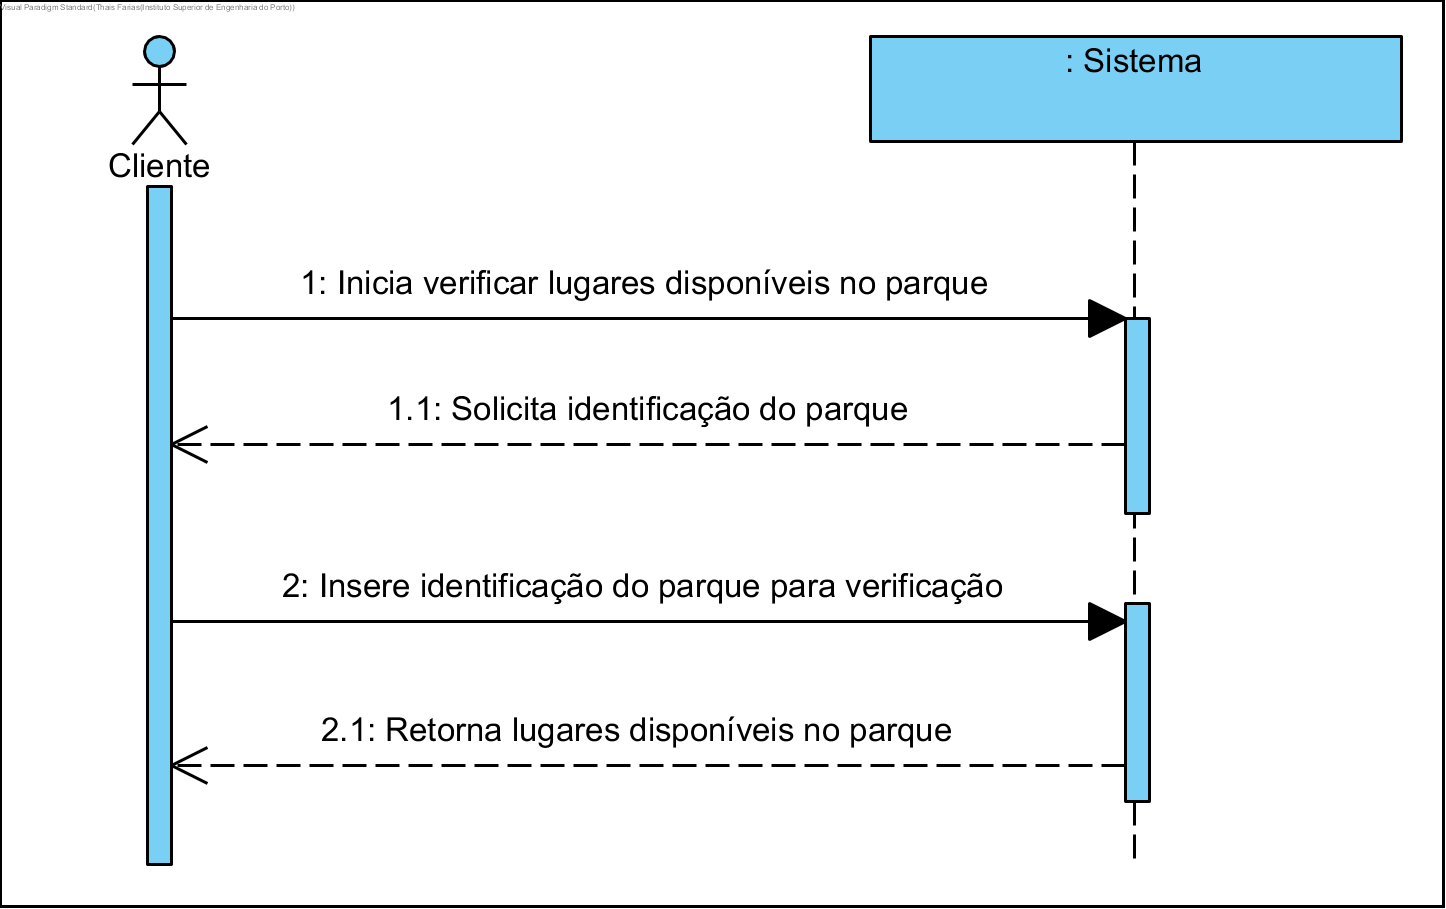 Visual Paradigm Standard(Thais Farias(Instituto Superior de Engenharia do Porto))
: Sistema
Cliente
1: Inicia verificar lugares disponíveis no parque
1.1: Solicita identificação do parque
2: Insere identificação do parque para verificação
2.1: Retorna lugares disponíveis no parque